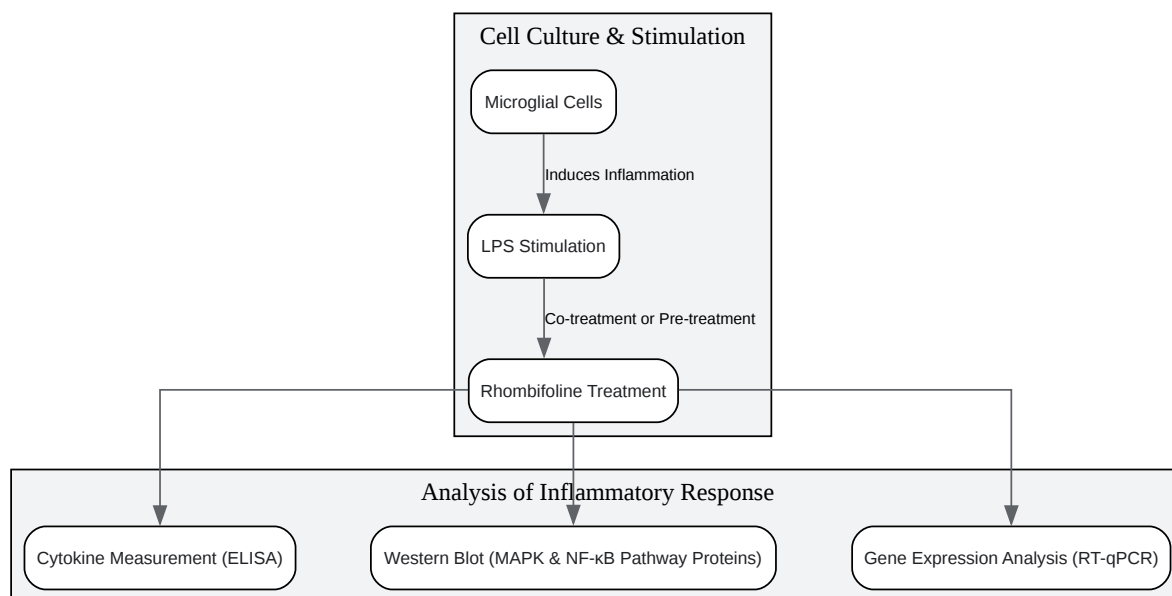 Cell Culture & Stimulation
Microglial Cells
Induces Inflammation
LPS Stimulation
Co-treatment or Pre-treatment
Rhombifoline Treatment
Analysis of Inflammatory Response
Cytokine Measurement (ELISA)
Western Blot (MAPK & NF-κB Pathway Proteins)
Gene Expression Analysis (RT-qPCR)